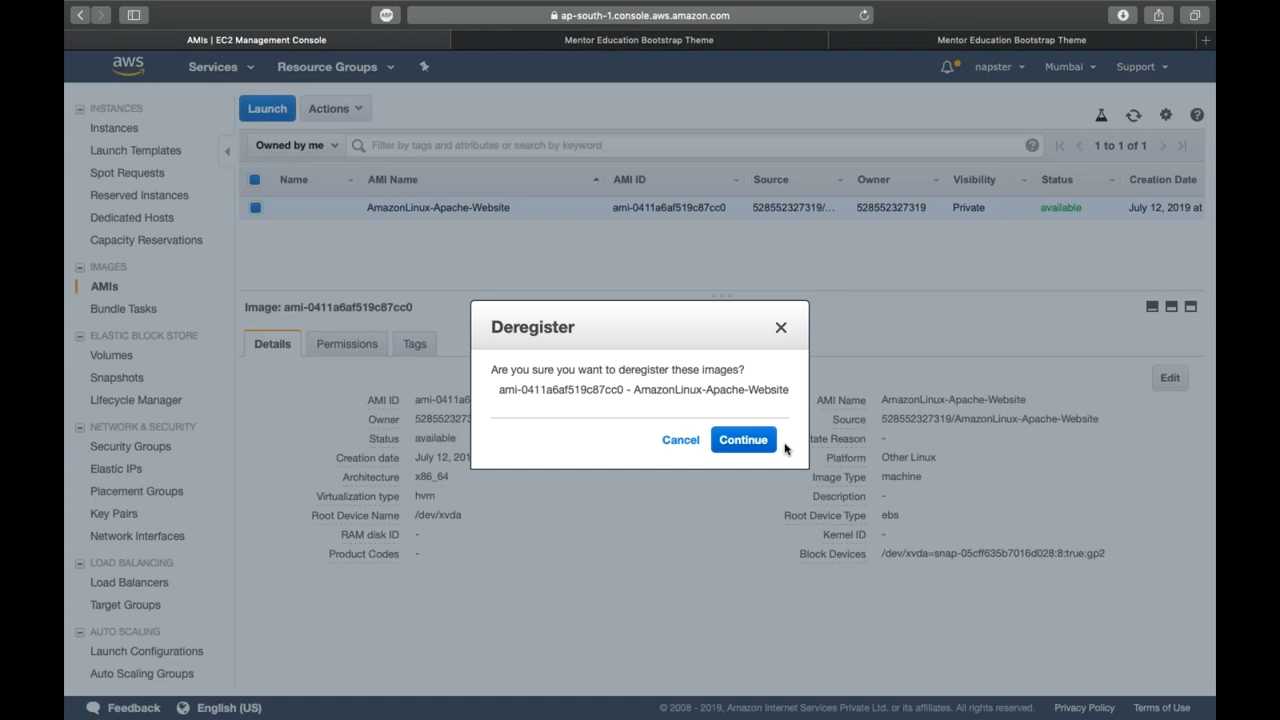 ap-south-1.console.aws.amazon.com
AMIs | EC2 Management Console
Mentor Education Bootstrap Theme
Mentor Education Bootstrap Theme
aws
Services
Resource Groups
napster
Mumbai
Support
INSTANCES
Instances
Launch Templates
Spot Requests
Reserved Instances
Dedicated Hosts
Capacity Reservations
IMAGES
AMIs
Bundle Tasks
ELASTIC BLOCK STORE
Volumes
Snapshots
Lifecycle Manager
NETWORK & SECURITY
Security Groups
Elastic IPs
Placement Groups
Key Pairs
Network Interfaces
LOAD BALANCING
Load Balancers
Target Groups
AUTO SCALING
Launch Configurations
Auto Scaling Groups
Launch
Actions
Owned by me
Filter by tags and attributes or search by keyword
1 to 1 of 1
Name
AMI Name
AMI ID
Source
Owner
Visibility
Status
Creation Date
AmazonLinux-Apache-Website
ami-0411a6af519c87cc0
528552327319/...
528552327319
Private
available
July 12, 2019 at
Image: ami-0411a6af519c87cc0
Details
Permissions
Tags
Edit
Deregister
Are you sure you want to deregister these images?
ami-0411a6af519c87cc0 - AmazonLinux-Apache-Website
Cancel
Continue
AMI ID ami-0411a6
Owner 528552327
Status available
Creation date July 12, 201
Architecture x86_64
Virtualization type hvm
Root Device Name /dev/xvda
RAM disk ID -
Product Codes -
AMI Name AmazonLinux-Apache-Website
Source 528552327319/AmazonLinux-Apache-Website
tate Reason -
Platform Other Linux
Image Type machine
Description -
Root Device Type ebs
Kernel ID -
Block Devices /dev/xvda=snap-05cff635b7016d028:8:true:gp2
Feedback
English (US)
© 2008 - 2019, Amazon Internet Services Private Ltd. or its affiliates. All rights reserved.
Privacy Policy
Terms of Use